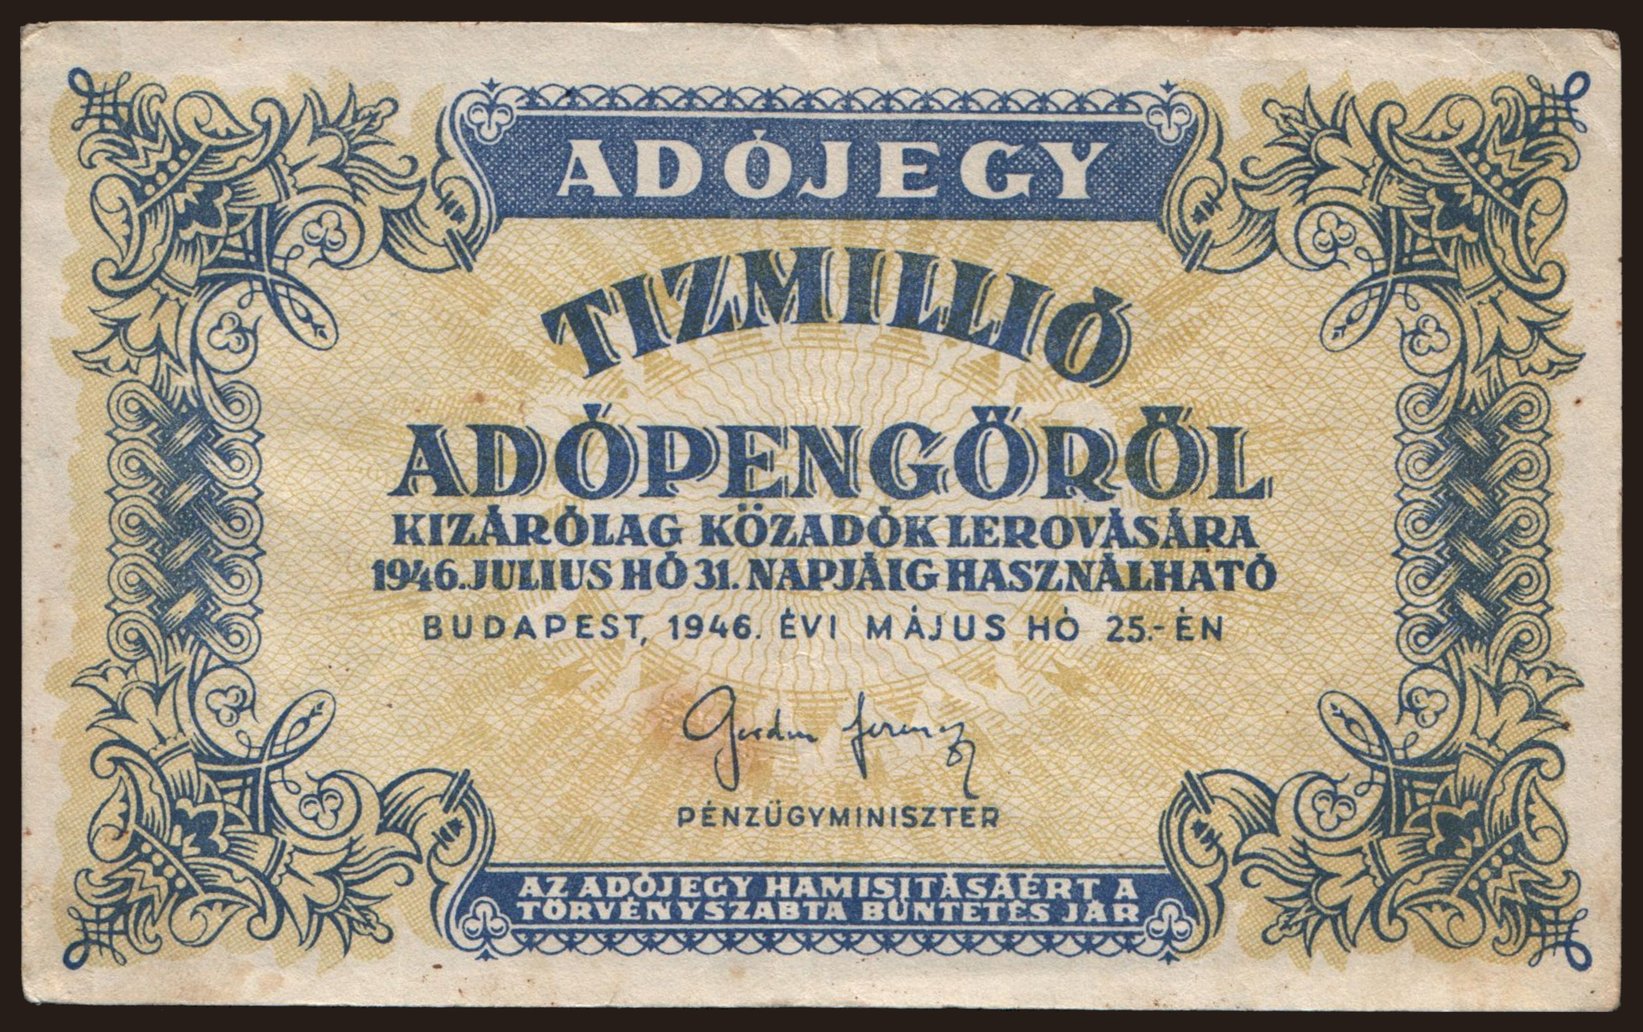 ADÓJEGY
TIZMILLIÓ
ADÓPENGŐRŐL
KIZÁRÓLAG KÖZADÓK LEROVÁSÁRA
1946. JULIUS HÓ 31. NAPJÁIG HASZNÁLHATÓ
BUDAPEST, 1946. ÉVI MÁJUS HÓ 25.-ÉN
Gordon Ferenc
PÉNZÜGYMINISZTER
AZ ADÓJEGY HAMISITÁSÁÉRT A
TÖRVÉNYSZABTA BÜNTETÉS JÁR